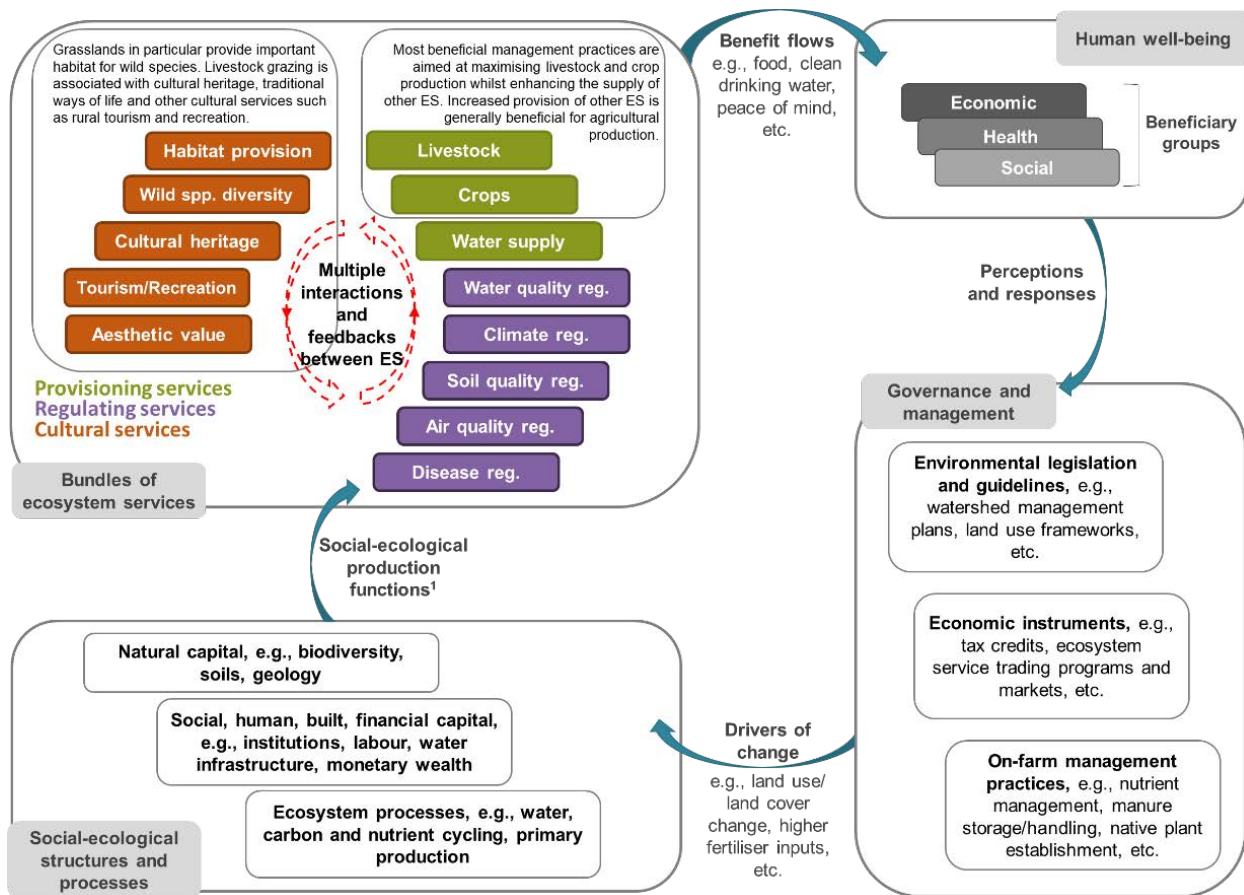 Grasslands in particular provide important
habitat for wild species. Livestock grazing is
associated with cultural heritage, traditional
ways of life and other cultural services such
as rural tourism and recreation.
Habitat provision
Wild spp. diversity
Cultural heritage
Tourism/Recreation
Aesthetic value
Most beneficial management practices are
aimed at maximising livestock and crop
production whilst enhancing the supply of
other ES. Increased provision of other ES is
generally beneficial for agricultural
production.
Livestock
Crops
Water supply
Water quality reg.
Climate reg.
Soil quality reg.
Air quality reg.
Disease reg.
Multiple
interactions
and
feedbacks
between ES
Provisioning services
Regulating services
Cultural services
Bundles of
ecosystem services
Benefit flows
e.g., food, clean
drinking water,
peace of mind,
etc.
Human well-being
Economic
Health
Social
Beneficiary
groups
Perceptions
and responses
Governance and
management
Environmental legislation
and guidelines, e.g.,
watershed management
plans, land use frameworks,
etc.
Economic instruments, e.g.,
tax credits, ecosystem
service trading programs and
markets, etc.
On-farm management
practices, e.g., nutrient
management, manure
storage/handling, native plant
establishment, etc.
Drivers of
change
e.g., land use/
land cover
change, higher
fertiliser inputs,
etc.
Social-ecological
production
functions¹
Natural capital, e.g., biodiversity,
soils, geology
Social, human, built, financial capital,
e.g., institutions, labour, water
infrastructure, monetary wealth
Ecosystem processes, e.g., water,
carbon and nutrient cycling, primary
production
Social-ecological
structures and
processes